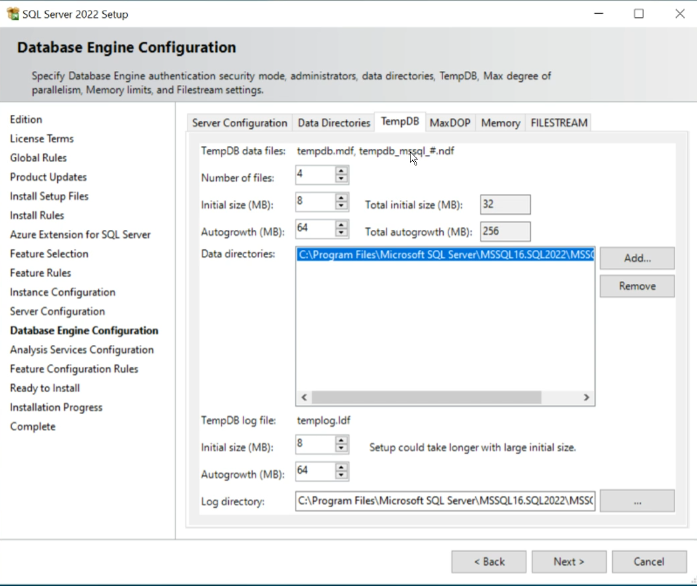 SQL Server 2022 Setup
Database Engine Configuration
Specify Database Engine authentication security mode, administrators, data directories, TempDB, Max degree of
parallelism, Memory limits, and Filestream settings.
Edition
License Terms
Global Rules
Product Updates
Install Setup Files
Install Rules
Azure Extension for SQL Server
Feature Selection
Feature Rules
Instance Configuration
Server Configuration
Database Engine Configuration
Analysis Services Configuration
Feature Configuration Rules
Ready to Install
Installation Progress
Complete
Server Configuration Data Directories TempDB MaxDOP Memory FILESTREAM
TempDB data files: tempdb.mdf, tempdb_mssql_#.ndf
Number of files: 4
Initial size (MB): 8 Total initial size (MB): 32
Autogrowth (MB): 64 Total autogrowth (MB): 256
Data directories: C:\Program Files\Microsoft SQL Server\MSSQL16.SQL2022\MSSQ Add...
Remove
TempDB log file: templog.ldf
Initial size (MB): 8 Setup could take longer with large initial size.
Autogrowth (MB): 64
Log directory: C:\Program Files\Microsoft SQL Server\MSSQL16.SQL2022\MSSQ ...
< Back Next > Cancel